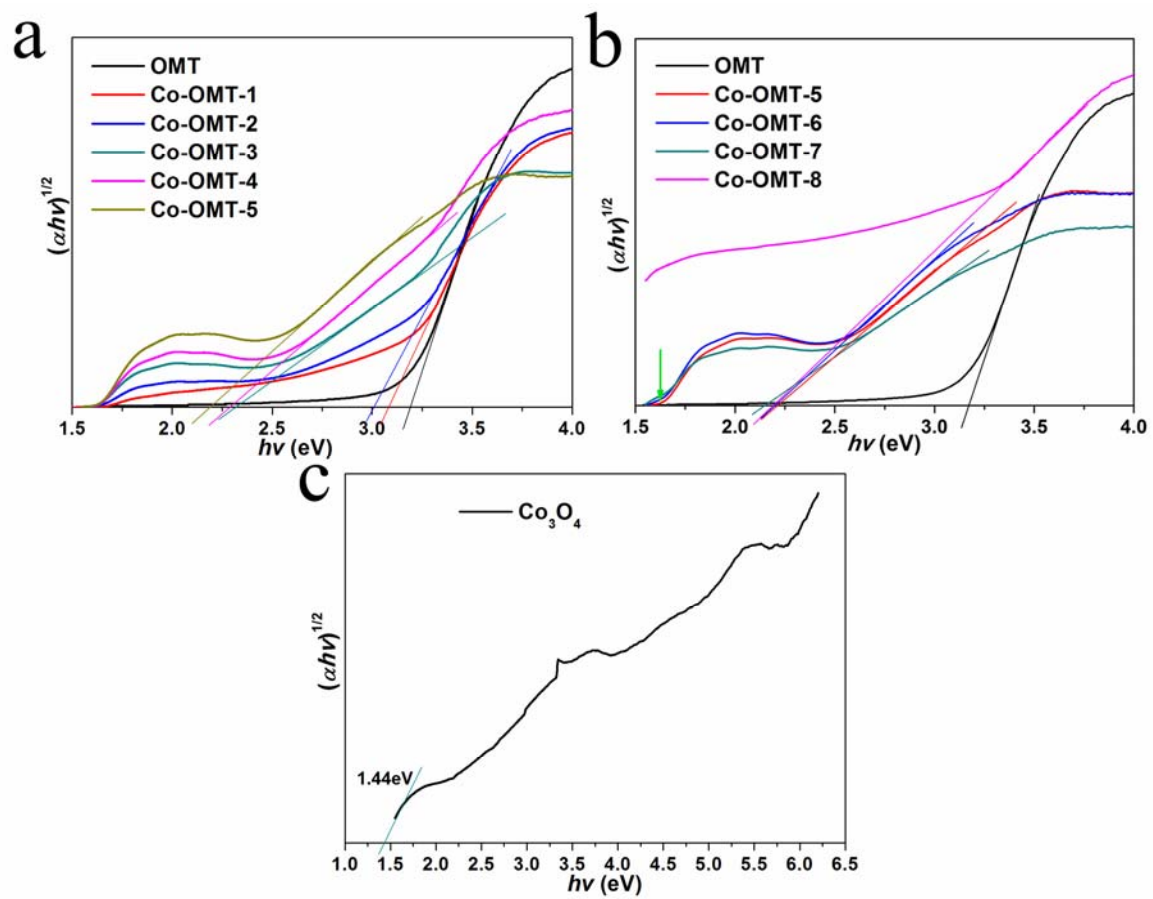 a
OMT
Co-OMT-1
Co-OMT-2
Co-OMT-3
Co-OMT-4
Co-OMT-5
(αhν)^1/2
1.5 2.0 2.5 3.0 3.5 4.0
hν (eV)
b
OMT
Co-OMT-5
Co-OMT-6
Co-OMT-7
Co-OMT-8
(αhν)^1/2
1.5 2.0 2.5 3.0 3.5 4.0
hν (eV)
c
Co₃O₄
1.44eV
(αhν)^1/2
1.0 1.5 2.0 2.5 3.0 3.5 4.0 4.5 5.0 5.5 6.0 6.5
hν (eV)